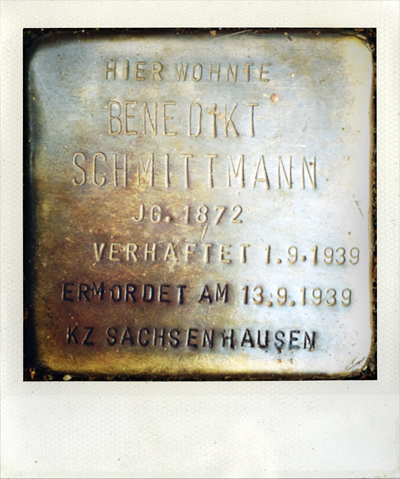 HIER WOHNTE
BENEDIKT
SCHMITTMANN
JG. 1872
VERHAFTET 1.9.1939
ERMORDET AM 13.9.1939
KZ SACHSENHAUSEN